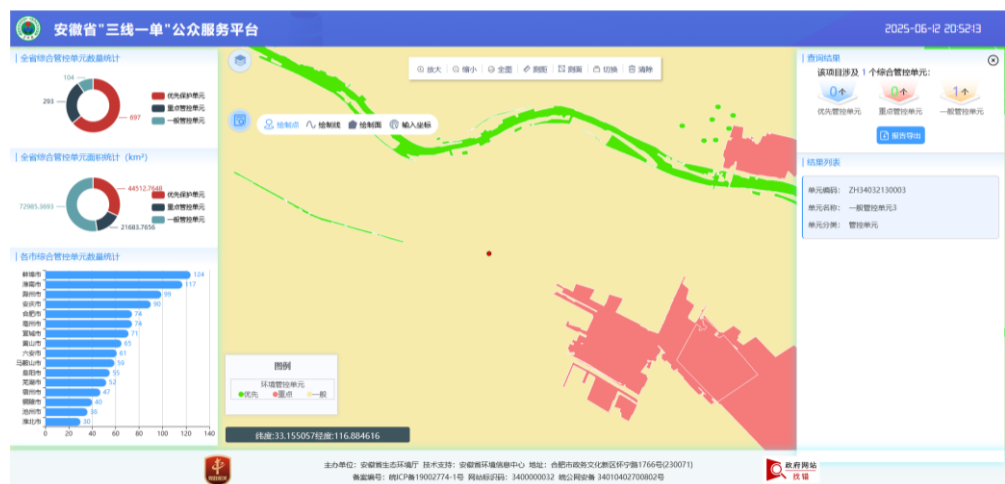 安徽省"三线一单"公众服务平台
2025-06-12 20:52:13
全省综合管控单元数量统计
104
293
697
优先保护单元
重点管控单元
一般管控单元
全省综合管控单元面积统计（km²）
44512.7648
72985.3693
21683.7656
优先保护单元
重点管控单元
一般管控单元
各市综合管控单元数量统计
蚌埠市 124
淮南市 117
滁州市 99
安庆市 90
合肥市 74
亳州市 74
宣城市 71
黄山市 65
六安市 61
马鞍山市 59
阜阳市 55
芜湖市 52
宿州市 47
铜陵市 40
池州市 36
淮北市 30
0 20 40 60 80 100 120 140
放大 缩小 全图 测距 测面 切换 清除
绘制点 绘制线 绘制面 输入坐标
图例
环境管控单元
优先 重点 一般
纬度:33.155057经度:116.884616
查询结果
该项目涉及 1 个综合管控单元:
0个 0个 1个
优先管控单元 重点管控单元 一般管控单元
报告导出
结果列表
单元编码: ZH34032130003
单元名称: 一般管控单元3
单元分类: 管控单元
主办单位: 安徽省生态环境厅 技术支持: 安徽省环境信息中心 地址: 合肥市政务文化新区怀宁路1766号(230071)
备案编号: 皖ICP备19002774-1号 网站标识码: 3400000032 皖公网安备 34010402700802号
政府网站
找错